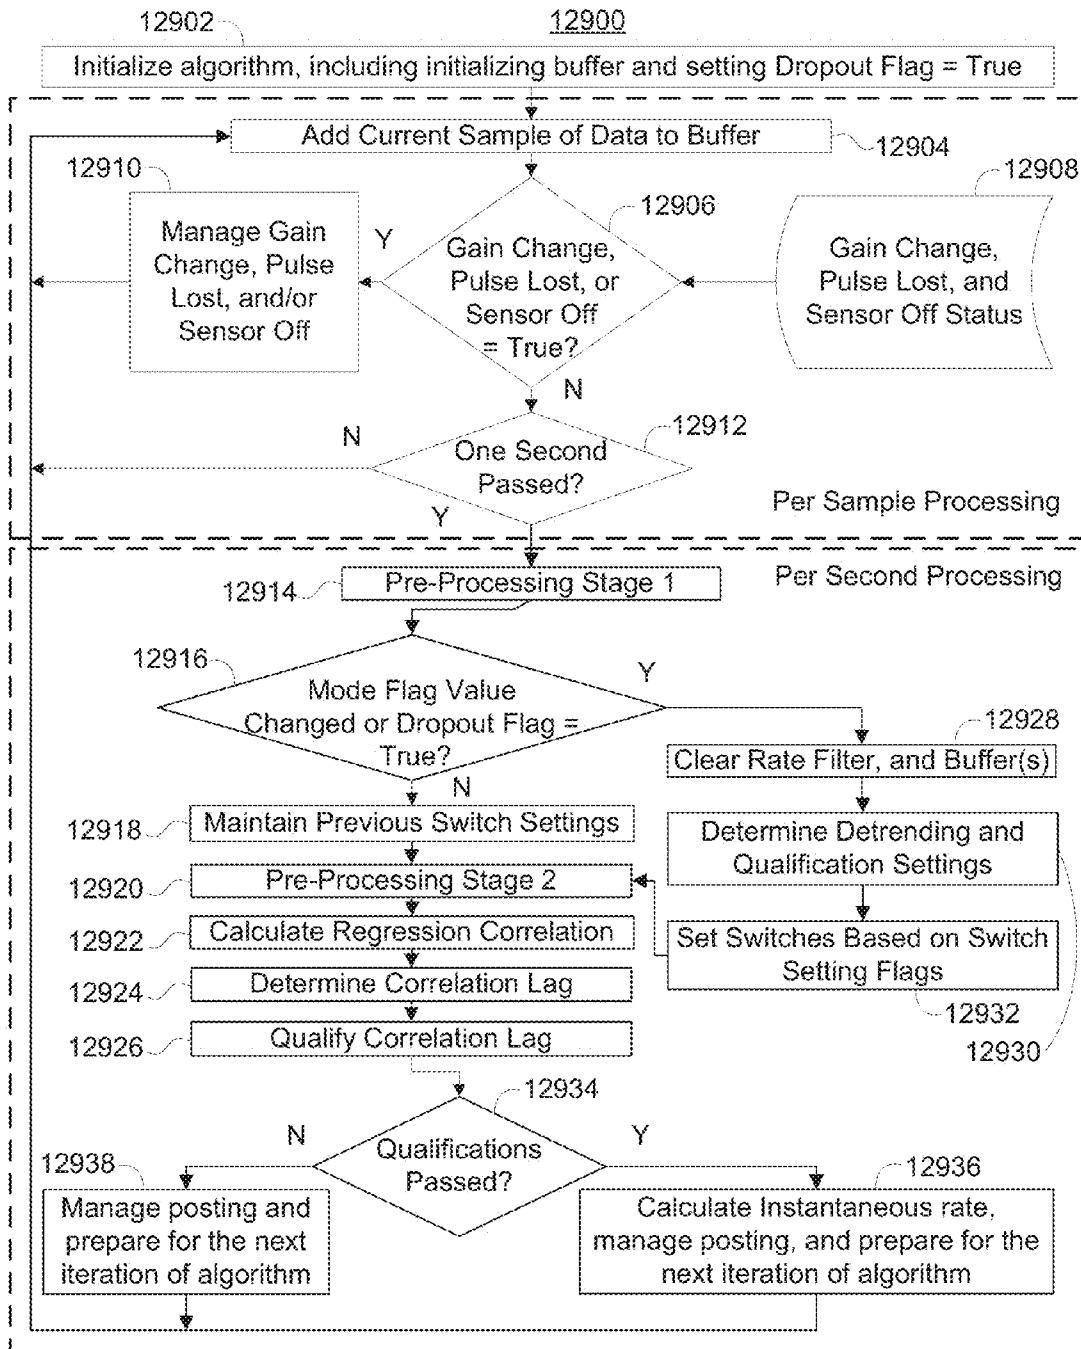 12902
12900
Initialize algorithm, including initializing buffer and setting Dropout Flag = True
Add Current Sample of Data to Buffer
12904
12910
12908
12906
Manage Gain
Change, Pulse
Lost, and/or
Sensor Off
Y
Gain Change,
Pulse Lost, or
Sensor Off
= True?
Gain Change,
Pulse Lost, and
Sensor Off Status
N
12912
N
One Second
Passed?
Y
Per Sample Processing
Per Second Processing
12914
Pre-Processing Stage 1
12916
Y
Mode Flag Value
Changed or Dropout Flag =
True?
12928
Clear Rate Filter, and Buffer(s)
N
12918
Maintain Previous Switch Settings
Determine Detrending and
Qualification Settings
12920
Pre-Processing Stage 2
12922
Calculate Regression Correlation
Set Switches Based on Switch
Setting Flags
12924
Determine Correlation Lag
12932
12926
Qualify Correlation Lag
12930
12934
N
Y
Qualifications
Passed?
12938
12936
Manage posting and
prepare for the next
iteration of algorithm
Calculate Instantaneous rate,
manage posting, and prepare for the
next iteration of algorithm